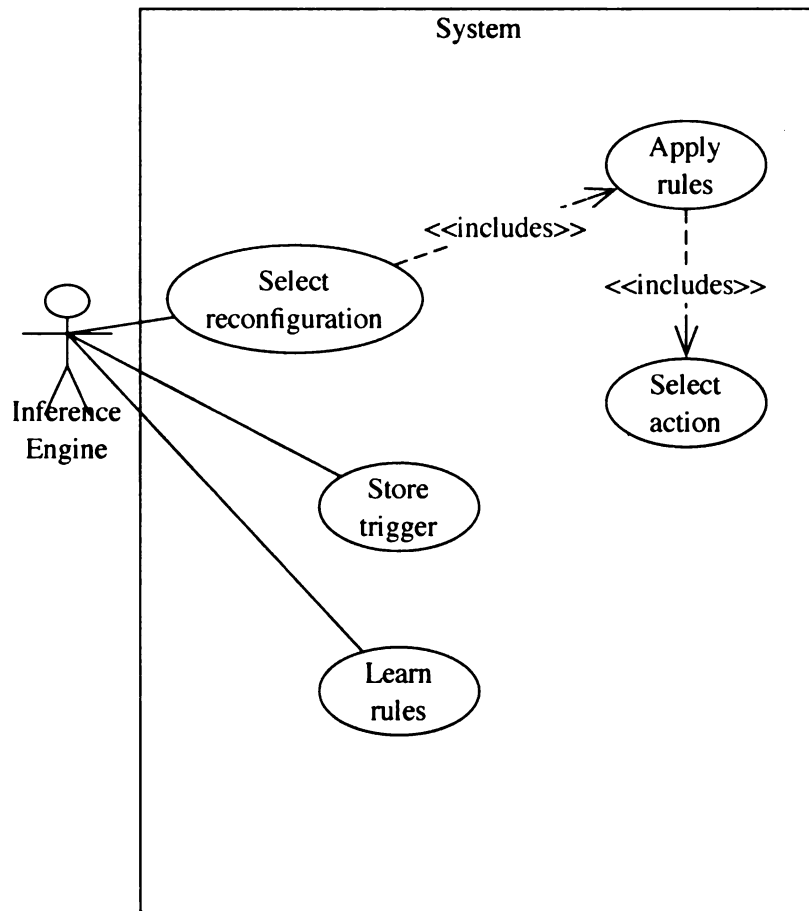 System
Apply
rules
<<includes>>
Select
reconfiguration
<<includes>>
Select
action
Inference
Engine
Store
trigger
Learn
rules